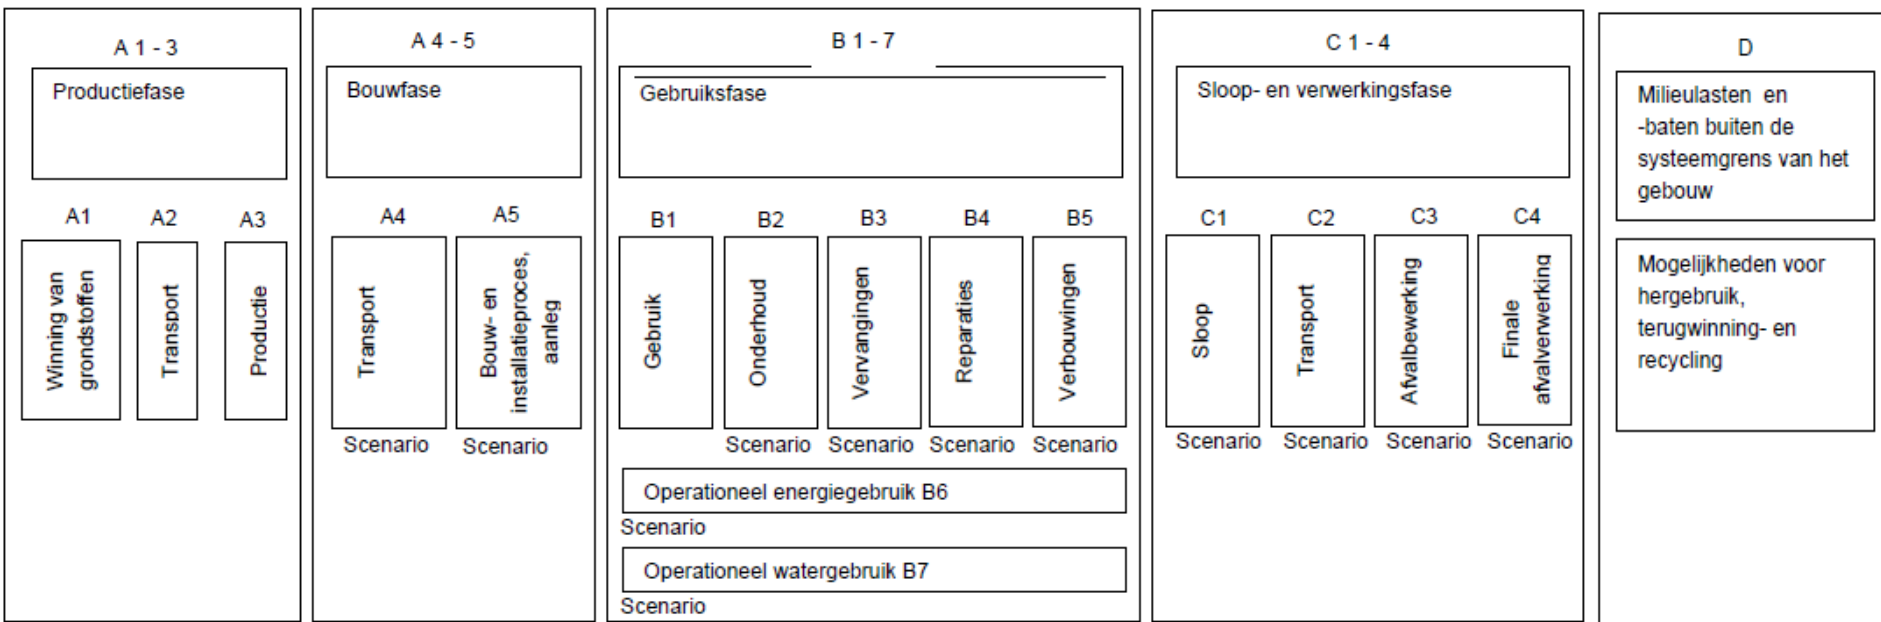 A 1 - 3
Productiefase
A1
A2
A3
Winning van
grondstoffen
Transport
Productie
A 4 - 5
Bouwfase
A4
A5
Transport
Bouw- en
installatieproces,
aanleg
Scenario
Scenario
B 1 - 7
Gebruiksfase
B1
B2
B3
B4
B5
Gebruik
Onderhoud
Vervangingen
Reparaties
Verbouwingen
Scenario
Scenario
Scenario
Scenario
Operationeel energiegebruik B6
Scenario
Operationeel watergebruik B7
Scenario
C 1 - 4
Sloop- en verwerkingsfase
C1
C2
C3
C4
Sloop
Transport
Afvalbewerking
Finale
afvalverwerking
Scenario
Scenario
Scenario
Scenario
D
Milieulasten en
-baten buiten de
systeemgrens van het
gebouw
Mogelijkheden voor
hergebruik,
terugwinning- en
recycling